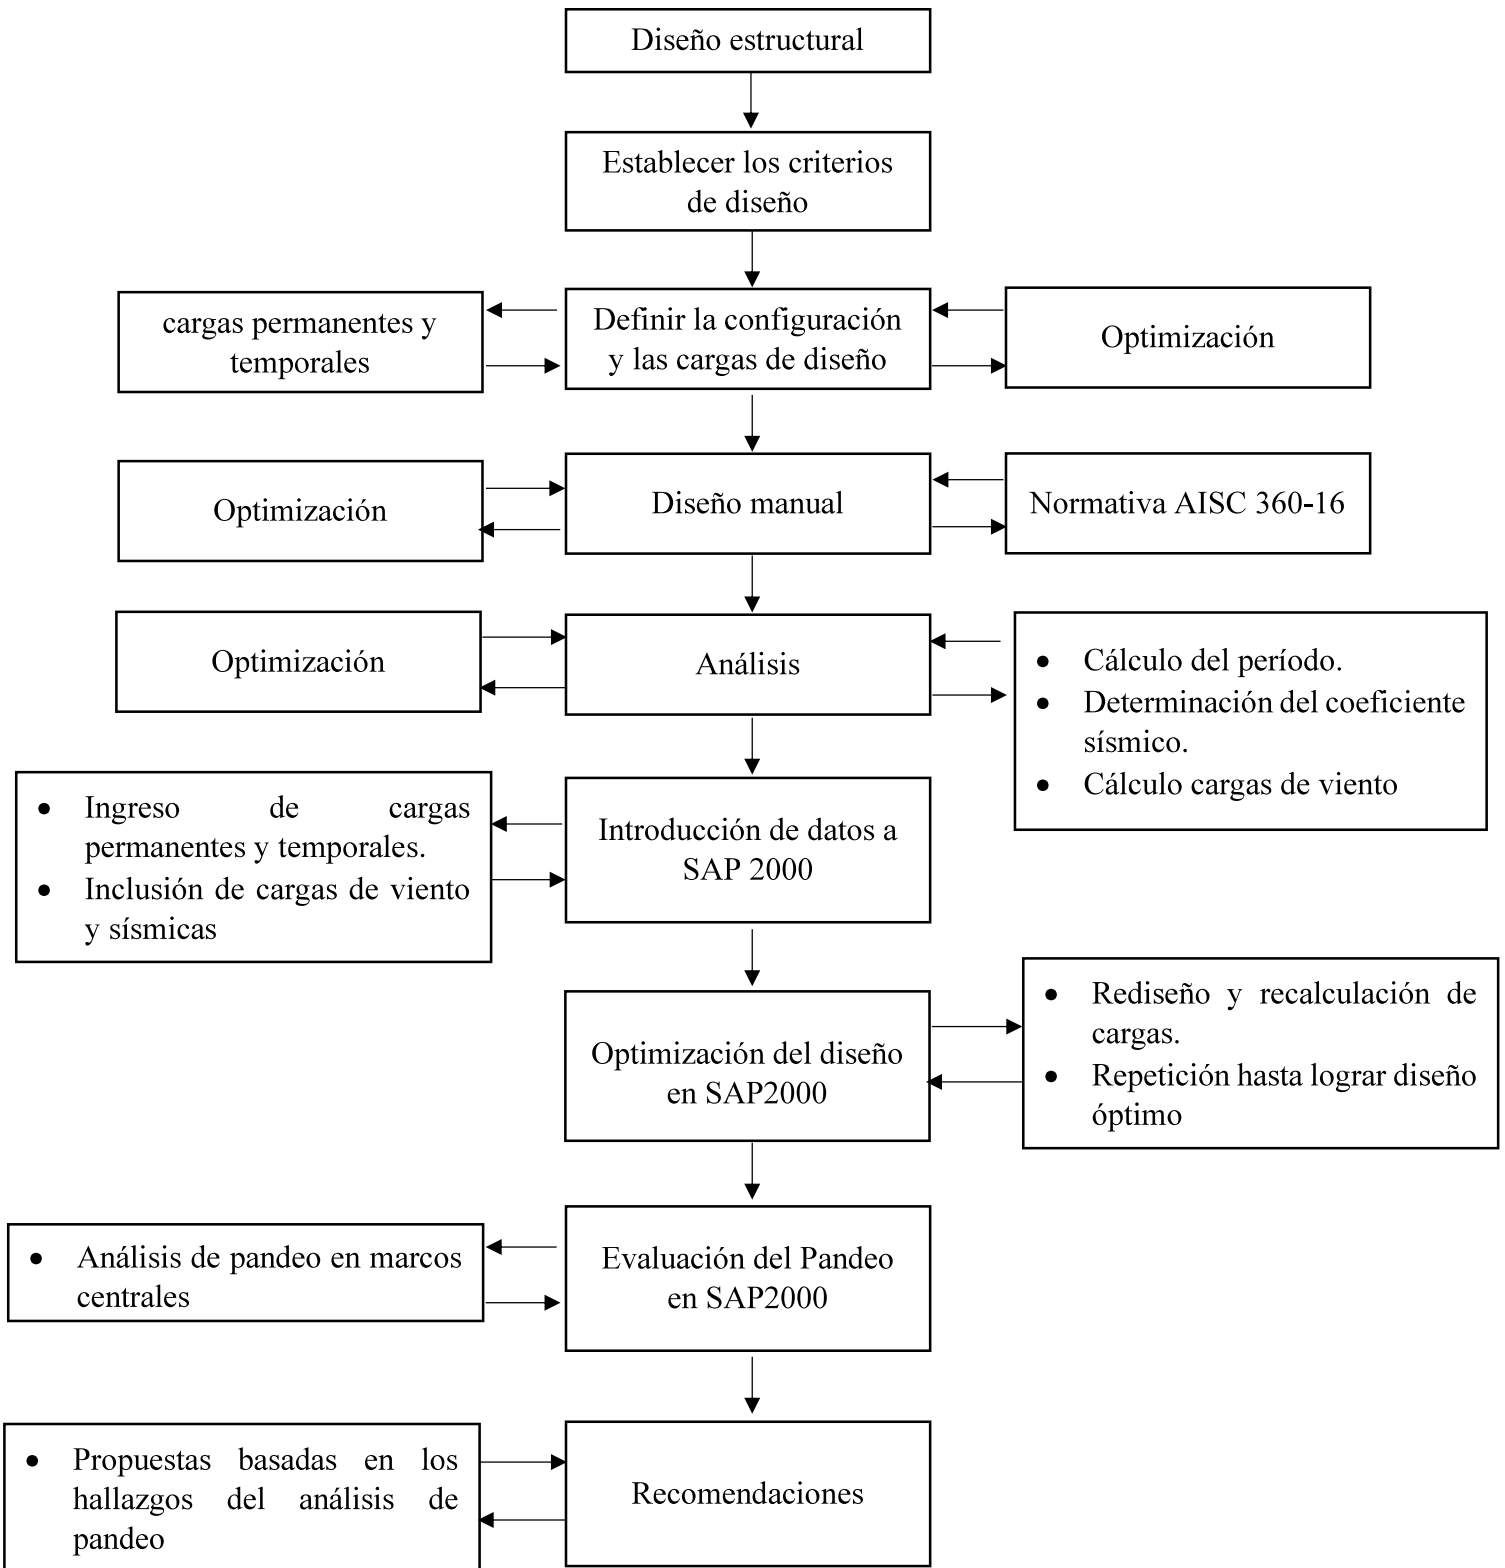 Diseño estructural
Establecer los criterios
de diseño
cargas permanentes y
temporales
Definir la configuración
y las cargas de diseño
Optimización
Optimización
Diseño manual
Normativa AISC 360-16
Optimización
Análisis
• Cálculo del período.
• Determinación del coeficiente
sísmico.
• Cálculo cargas de viento
• Ingreso de cargas
permanentes y temporales.
• Inclusión de cargas de viento
y sísmicas
Introducción de datos a
SAP 2000
Optimización del diseño
en SAP2000
• Rediseño y recalculación de
cargas.
• Repetición hasta lograr diseño
óptimo
• Análisis de pandeo en marcos
centrales
Evaluación del Pandeo
en SAP2000
• Propuestas basadas en los
hallazgos del análisis de
pandeo
Recomendaciones